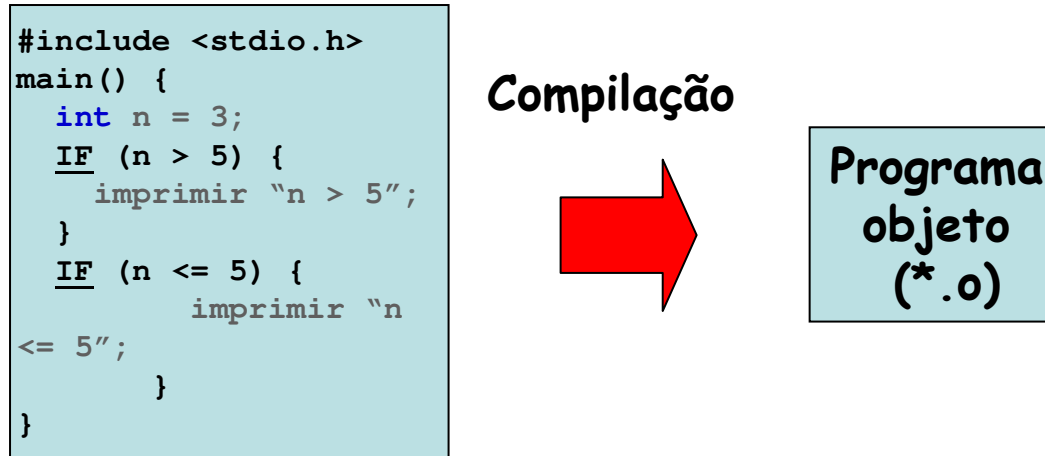 #include <stdio.h>
main() {
int n = 3;
IF (n > 5) {
imprimir “n > 5”;
}
IF (n <= 5) {
imprimir “n
<= 5”;
}
}
Compilação
Programa
objeto
(*.o)